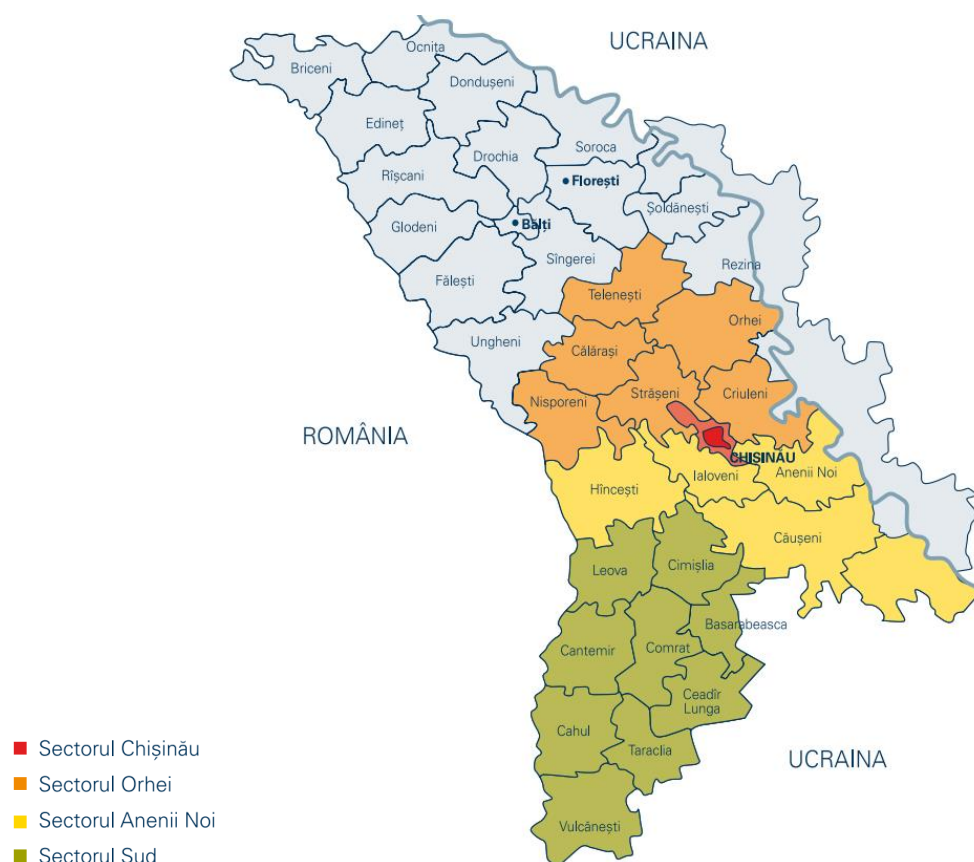 UCRAINA
Ocnița
Briceni
Dondușeni
Edineț
Soroca
Drochia
Rîșcani
Florești
Șoldănești
Glodeni
Bălți
Sîngerei
Rezina
Fălești
Telenești
Orhei
Ungheni
Călărași
Strășeni
Criuleni
Nisporeni
ROMÂNIA
CHIȘINĂU
Ialoveni
Anenii Noi
Hîncești
Căușeni
Leova
Cimișlia
Basarabeasca
Cantemir
Comrat
Ceadîr
Lunga
Cahul
Taraclia
UCRAINA
Vulcănești
Sectorul Chișinău
Sectorul Orhei
Sectorul Anenii Noi
Sectorul Sud